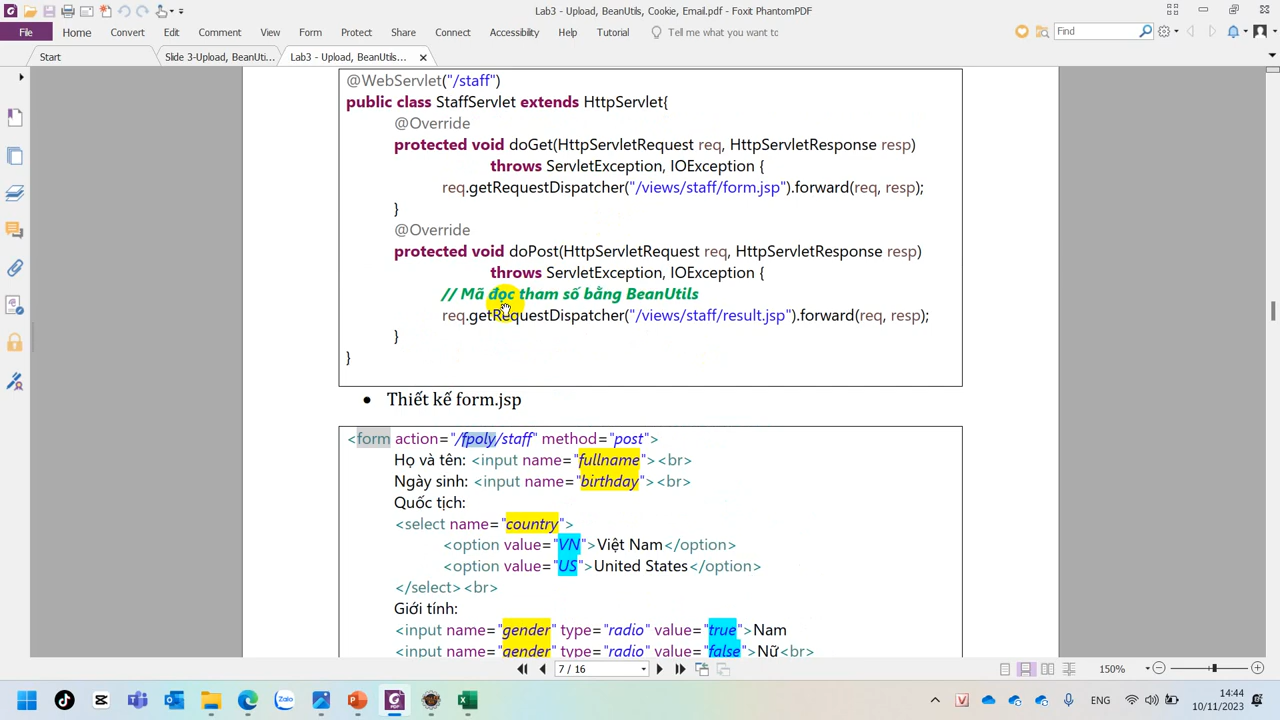 Lab3 - Upload, BeanUtils, Cookie, Email.pdf - Foxit PhantomPDF
File Home Convert Edit Comment View Form Protect Share Connect Accessibility Help Tutorial Tell me what you want to Find
Start Slide 3-Upload, BeanUti... Lab3 - Upload, BeanUtils...
@WebServlet("/staff")
public class StaffServlet extends HttpServlet{
@Override
protected void doGet(HttpServletRequest req, HttpServletResponse resp)
throws ServletException, IOException {
req.getRequestDispatcher("/views/staff/form.jsp").forward(req, resp);
}
@Override
protected void doPost(HttpServletRequest req, HttpServletResponse resp)
throws ServletException, IOException {
// Mã đọc tham số bằng BeanUtils
req.getRequestDispatcher("/views/staff/result.jsp").forward(req, resp);
}
}
• Thiết kế form.jsp
<form action="/fpoly/staff" method="post">
Họ và tên: <input name="fullname"><br>
Ngày sinh: <input name="birthday"><br>
Quốc tịch:
<select name="country">
<option value="VN">Việt Nam</option>
<option value="US">United States</option>
</select><br>
Giới tính:
<input name="gender" type="radio" value="true">Nam
<input name="gender" type="radio" value="false">Nữ<br>
7 / 16 150%
ENG 14:44
10/11/2023